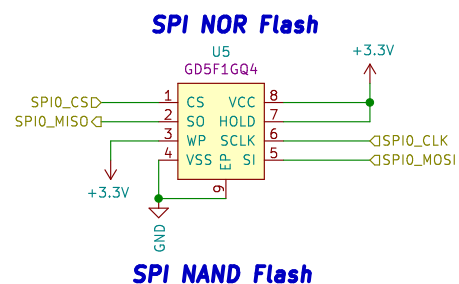 SPI NOR Flash
U5
GD5F1GQ4
+3.3V
SPI0_CS 1 CS VCC 8
SPI0_MISO 2 SO HOLD 7
3 WP SCLK 6 SPI0_CLK
4 VSS SI 5 SPI0_MOSI
EP
9
+3.3V
GND
SPI NAND Flash